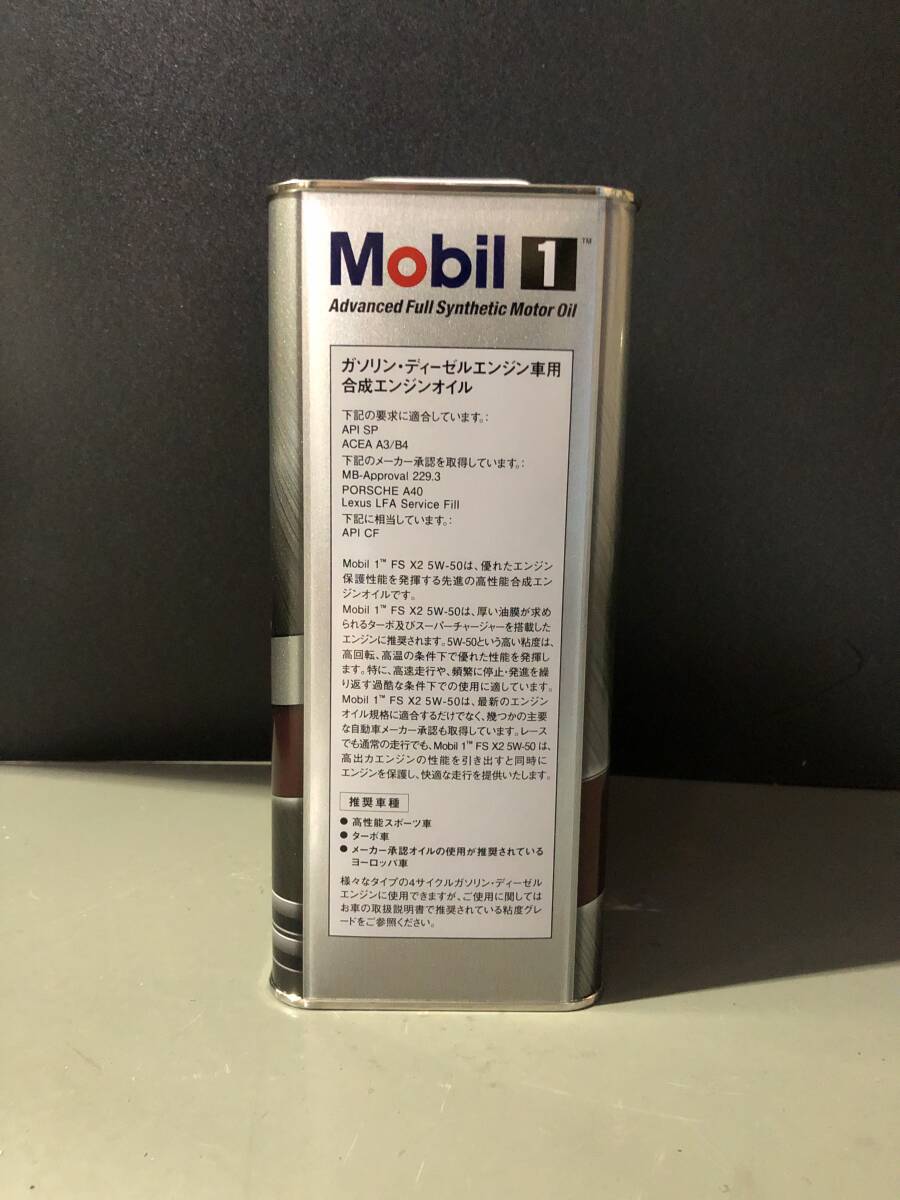 Mobil 1™
Advanced Full Synthetic Motor Oil
ガソリン・ディーゼルエンジン車用
合成エンジンオイル
下記の要求に適合しています。:
API SP
ACEA A3/B4
下記のメーカー承認を取得しています。:
MB-Approval 229.3
PORSCHE A40
Lexus LFA Service Fill
下記に相当しています。:
API CF
Mobil 1™ FS X2 5W-50は、優れたエンジン
保護性能を発揮する先進の高性能合成エン
ジンオイルです。
Mobil 1™ FS X2 5W-50は、厚い油膜が求め
られるターボ及びスーパーチャージャーを搭載した
エンジンに推奨されます。5W-50という高い粘度は、
高回転、高温の条件下で優れた性能を発揮し
ます。特に、高速走行や、頻繁に停止・発進を繰
り返す過酷な条件下での使用に適しています。
Mobil 1™ FS X2 5W-50は、最新のエンジン
オイル規格に適合するだけでなく、幾つかの主要
な自動車メーカー承認も取得しています。レース
でも通常の走行でも、Mobil 1™ FS X2 5W-50 は、
高出力エンジンの性能を引き出すと同時に
エンジンを保護し、快適な走行を提供いたします。
推奨車種
● 高性能スポーツ車
● ターボ車
● メーカー承認オイルの使用が推奨されている
ヨーロッパ車
様々なタイプの4サイクルガソリン・ディーゼル
エンジンに使用できますが、ご使用に関しては
お車の取扱説明書で推奨されている粘度グレ
ードをご参照ください。